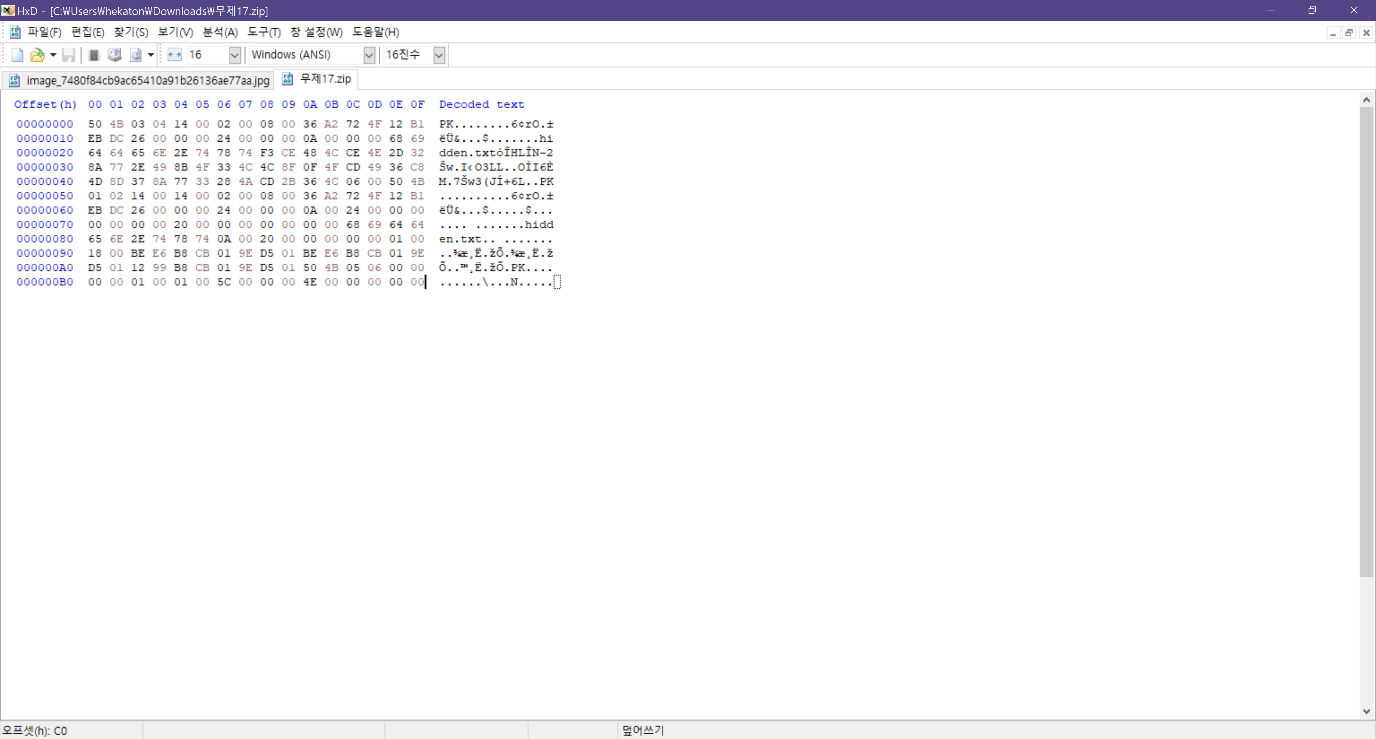 HxD - [C:₩Users₩hekaton₩Downloads₩무제17.zip]
파일(F) 편집(E) 찾기(S) 보기(V) 분석(A) 도구(T) 창 설정(W) 도움말(H)
16 Windows (ANSI) 16진수
image_7480f84cb9ac65410a91b26136ae77aa.jpg 무제17.zip
Offset(h) 00 01 02 03 04 05 06 07 08 09 0A 0B 0C 0D 0E 0F Decoded text
00000000 50 4B 03 04 14 00 02 00 08 00 36 A2 72 4F 12 B1 PK........6¢rO.±
00000010 EB DC 26 00 00 00 24 00 00 00 0A 00 00 00 68 69 ëÜ&...$.......hi
00000020 64 64 65 6E 2E 74 78 74 F3 CE 48 4C CE 4E 2D 32 dden.txtóÎHLÎN-2
00000030 8A 77 2E 49 8B 4F 33 4C 4C 8F 0F 4F CD 49 36 C8 Šw.I‹O3LL..OÍI6È
00000040 4D 8D 37 8A 77 33 28 4A CD 2B 36 4C 06 00 50 4B M.7Šw3(JÍ+6L..PK
00000050 01 02 14 00 14 00 02 00 08 00 36 A2 72 4F 12 B1 ..........6¢rO.±
00000060 EB DC 26 00 00 00 24 00 00 00 0A 00 24 00 00 00 ëÜ&...$.....$...
00000070 00 00 00 00 20 00 00 00 00 00 00 00 68 69 64 64 .... .......hidd
00000080 65 6E 2E 74 78 74 0A 00 20 00 00 00 00 00 01 00 en.txt.. .......
00000090 18 00 BE E6 B8 CB 01 9E D5 01 BE E6 B8 CB 01 9E ..¾æ¸Ë.žÕ.¾æ¸Ë.ž
000000A0 D5 01 12 99 B8 CB 01 9E D5 01 50 4B 05 06 00 00 Õ..™¸Ë.žÕ.PK....
000000B0 00 00 01 00 01 00 5C 00 00 00 4E 00 00 00 00 00 ......\...N.....
오프셋(h): C0 덮어쓰기